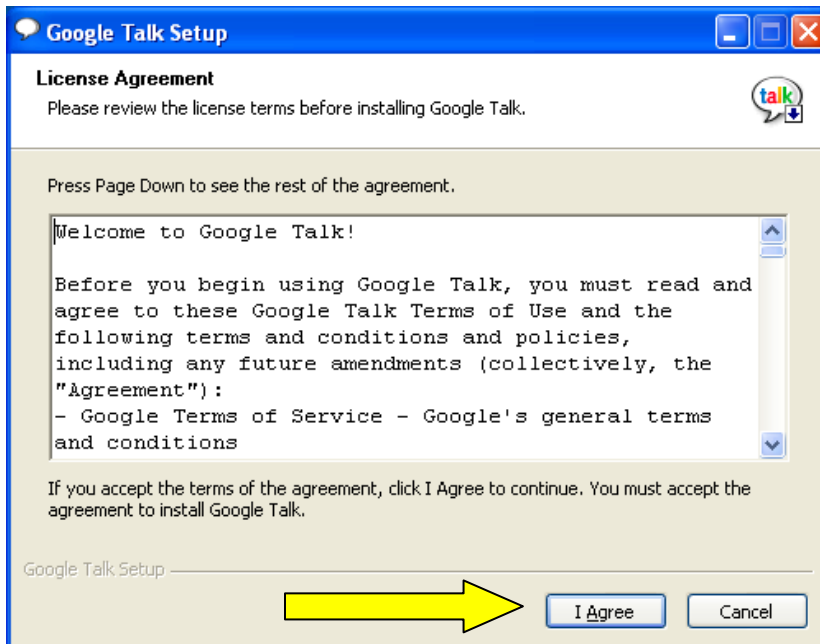 Google Talk Setup
License Agreement
Please review the license terms before installing Google Talk.
talk
Press Page Down to see the rest of the agreement.
Welcome to Google Talk!
Before you begin using Google Talk, you must read and
agree to these Google Talk Terms of Use and the
following terms and conditions and policies,
including any future amendments (collectively, the
"Agreement"):
- Google Terms of Service - Google's general terms
and conditions
If you accept the terms of the agreement, click I Agree to continue. You must accept the
agreement to install Google Talk.
Google Talk Setup
I Agree
Cancel